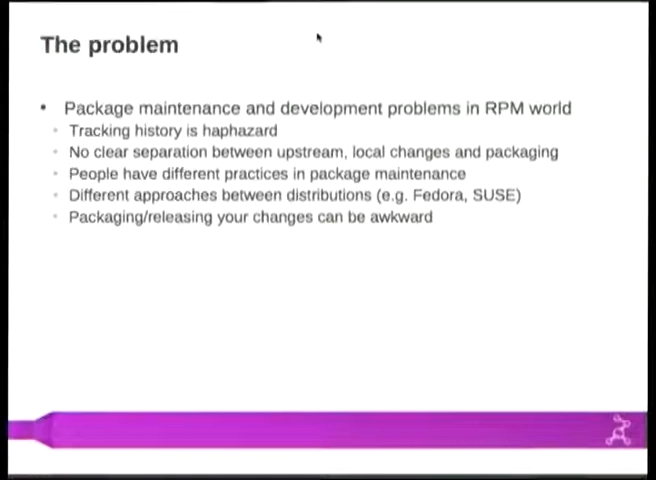 The problem
Package maintenance and development problems in RPM world
Tracking history is haphazard
No clear separation between upstream, local changes and packaging
People have different practices in package maintenance
Different approaches between distributions (e.g. Fedora, SUSE)
Packaging/releasing your changes can be awkward